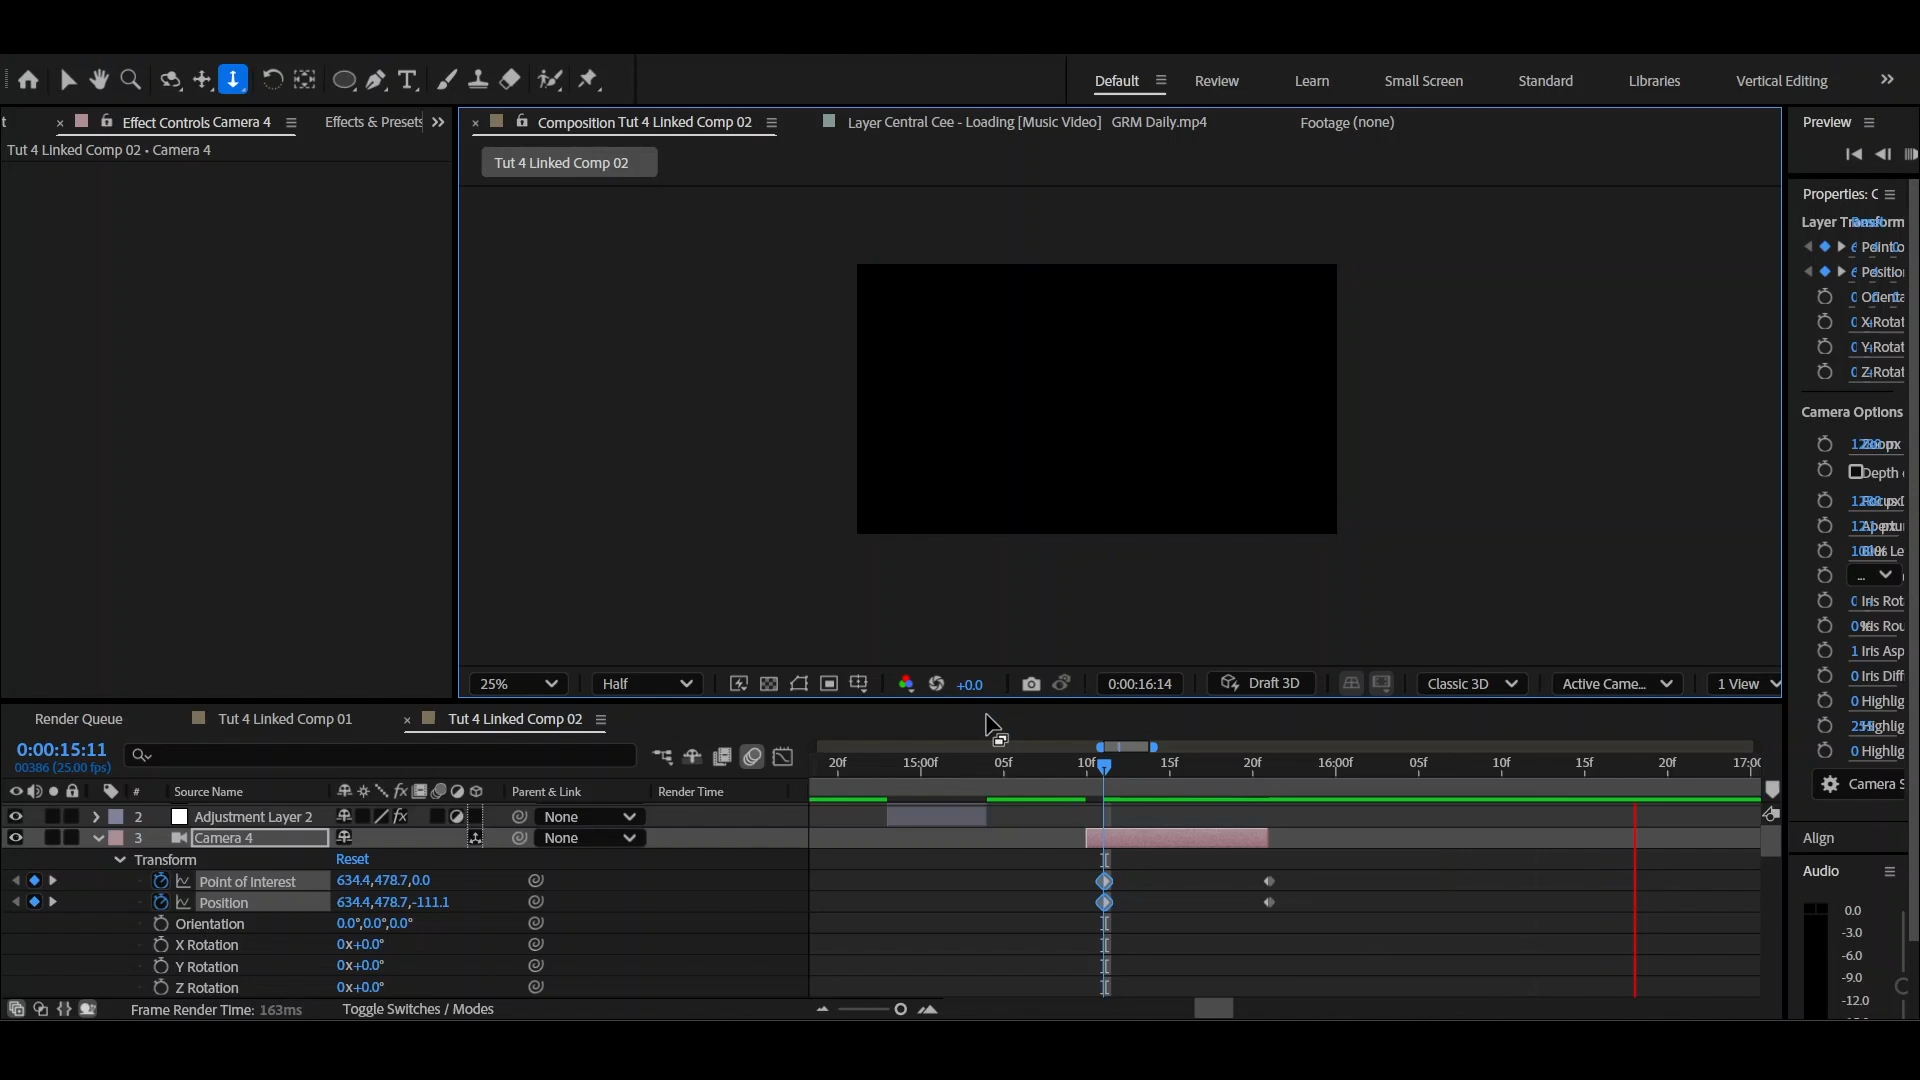 Default
Review
Learn
Small Screen
Standard
Libraries
Vertical Editing
Effect Controls Camera 4
Effects & Presets
Composition Tut 4 Linked Comp 02
Layer Central Cee - Loading [Music Video] GRM Daily.mp4
Footage (none)
Preview
Tut 4 Linked Comp 02 • Camera 4
Tut 4 Linked Comp 02
Properties: C
Camera Options
25%
Half
+0.0
0:00:16:14
Draft 3D
Classic 3D
Active Came...
1 View
Camera S
Align
Audio
0.0
-3.0
-6.0
-9.0
-12.0
Render Queue
Tut 4 Linked Comp 01
Tut 4 Linked Comp 02
0:00:15:11
00386 (25.00 fps)
20f
15:00f
05f
10f
15f
20f
16:00f
05f
10f
15f
20f
17:00
# Source Name
Parent & Link
Render Time
2 Adjustment Layer 2 fx None
3 Camera 4 None
Transform Reset
Point of Interest 634.4,478.7,0.0
Position 634.4,478.7,-111.1
Orientation 0.0°,0.0°,0.0°
X Rotation 0x+0.0°
Y Rotation 0x+0.0°
Z Rotation 0x+0.0°
Frame Render Time: 163ms
Toggle Switches / Modes